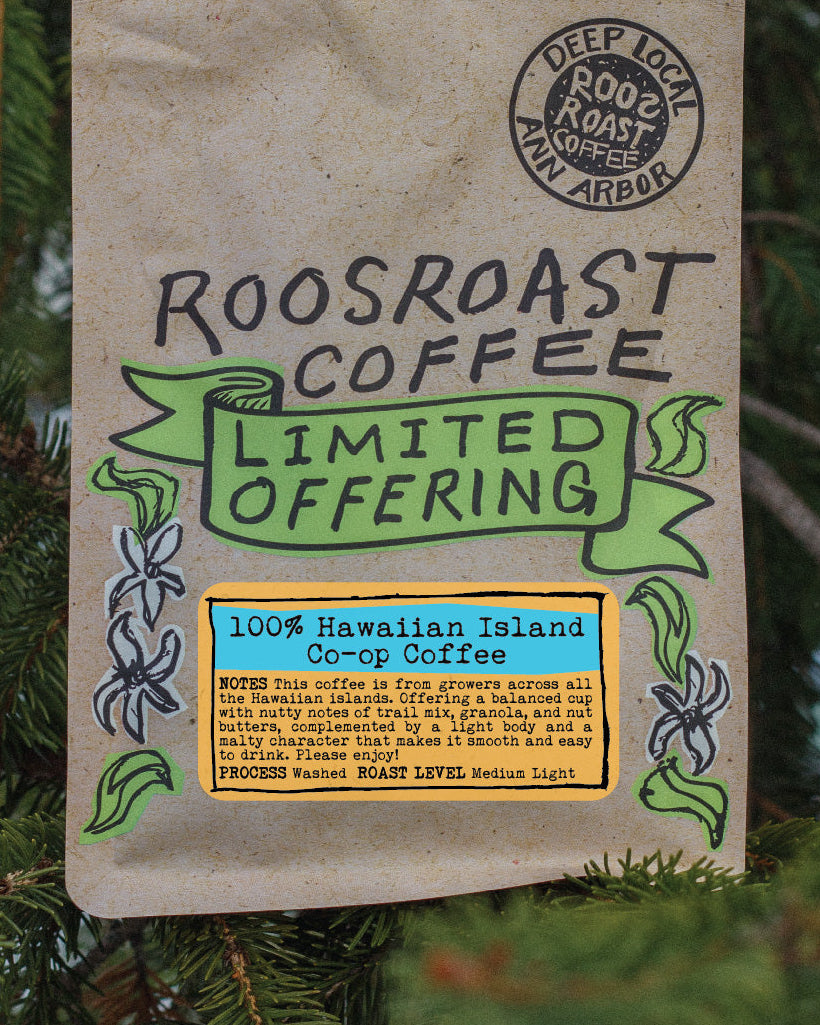 DEEP LOCAL
ROOS
ROAST
COFFEE
ANN ARBOR
ROOSROAST
COFFEE
LIMITED
OFFERING
100% Hawaiian Island
Co-op Coffee
NOTES This coffee is from growers across all
the Hawaiian islands. Offering a balanced cup
with nutty notes of trail mix, granola, and nut
butters, complemented by a light body and a
malty character that makes it smooth and easy
to drink. Please enjoy!
PROCESS Washed ROAST LEVEL Medium Light